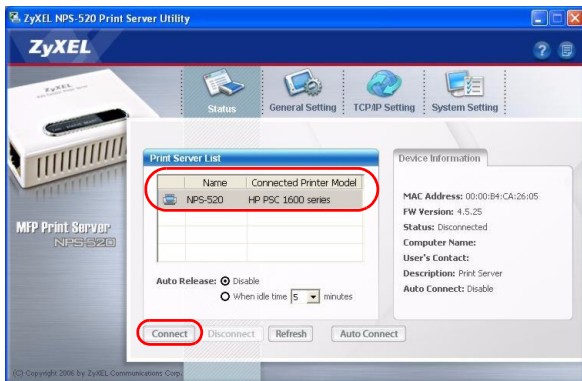 ZyXEL NPS-520 Print Server Utility
ZyXEL
Status
General Setting
TCP/IP Setting
System Setting
ZyXEL
Print Server List
Name
Connected Printer Model
NPS-520
HP PSC 1600 series
Auto Release:
Disable
When idle time 5 minutes
Device Information
MAC Address: 00:00:B4:CA:26:05
FW Version: 4.5.25
Status: Disconnected
Computer Name:
User's Contact:
Description: Print Server
Auto Connect: Disable
MFP Print Server
NPS-520
Connect
Disconnect
Refresh
Auto Connect
(C) Copyright 2006 by ZyXEL Communications Corp.